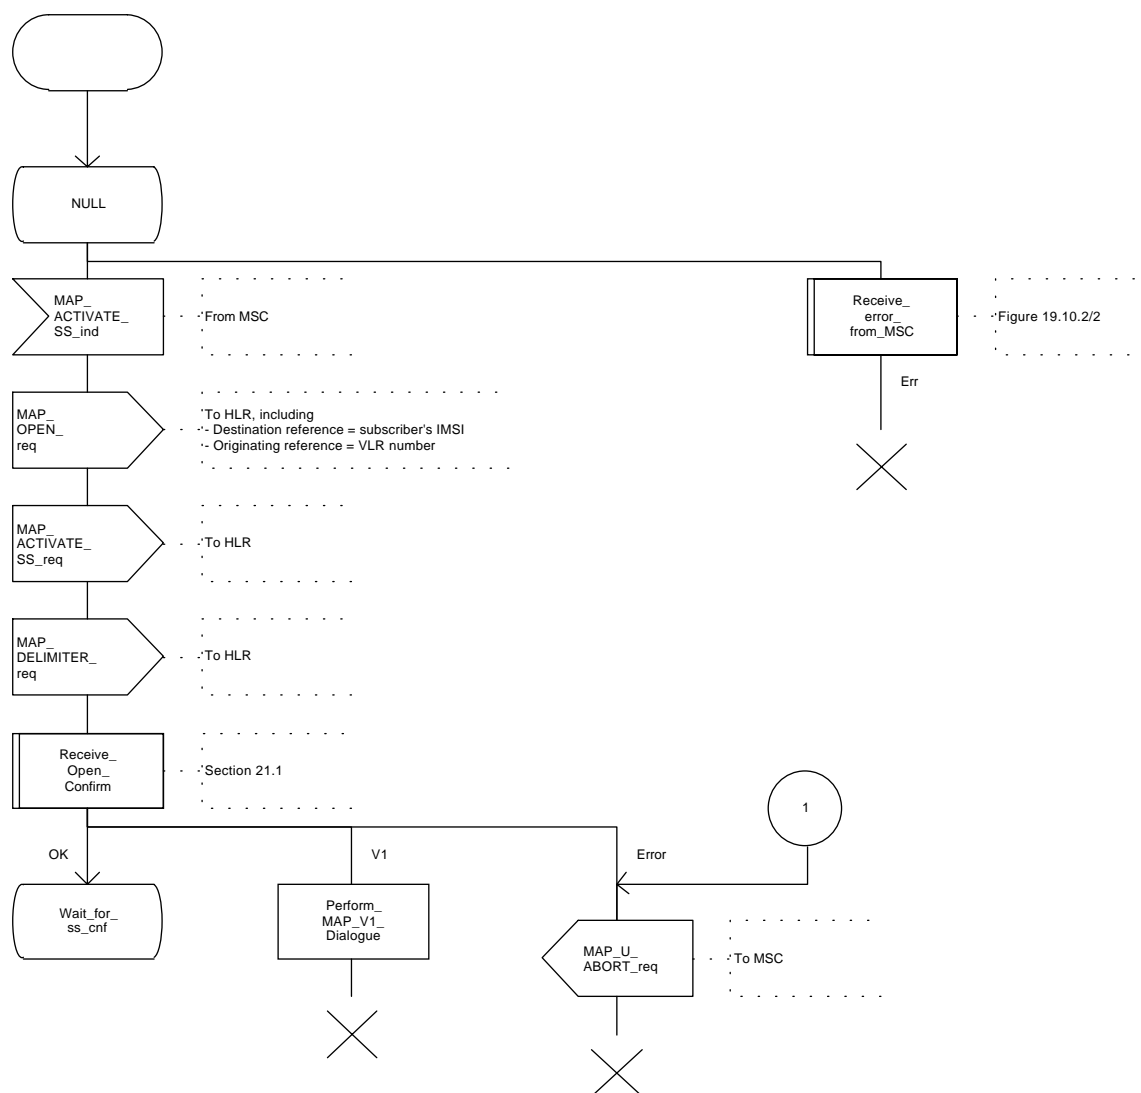 NULL
MAP_
ACTIVATE_
SS_ind
From MSC
Receive_
error_
from_MSC
Figure 19.10.2/2
Err
MAP_
OPEN_
req
To HLR, including
- Destination reference = subscriber's IMSI
- Originating reference = VLR number
MAP_
ACTIVATE_
SS_req
To HLR
MAP_
DELIMITER_
req
To HLR
Receive_
Open_
Confirm
Section 21.1
1
OK
V1
Error
Wait_for_
ss_cnf
Perform_
MAP_V1_
Dialogue
MAP_U_
ABORT_req
To MSC